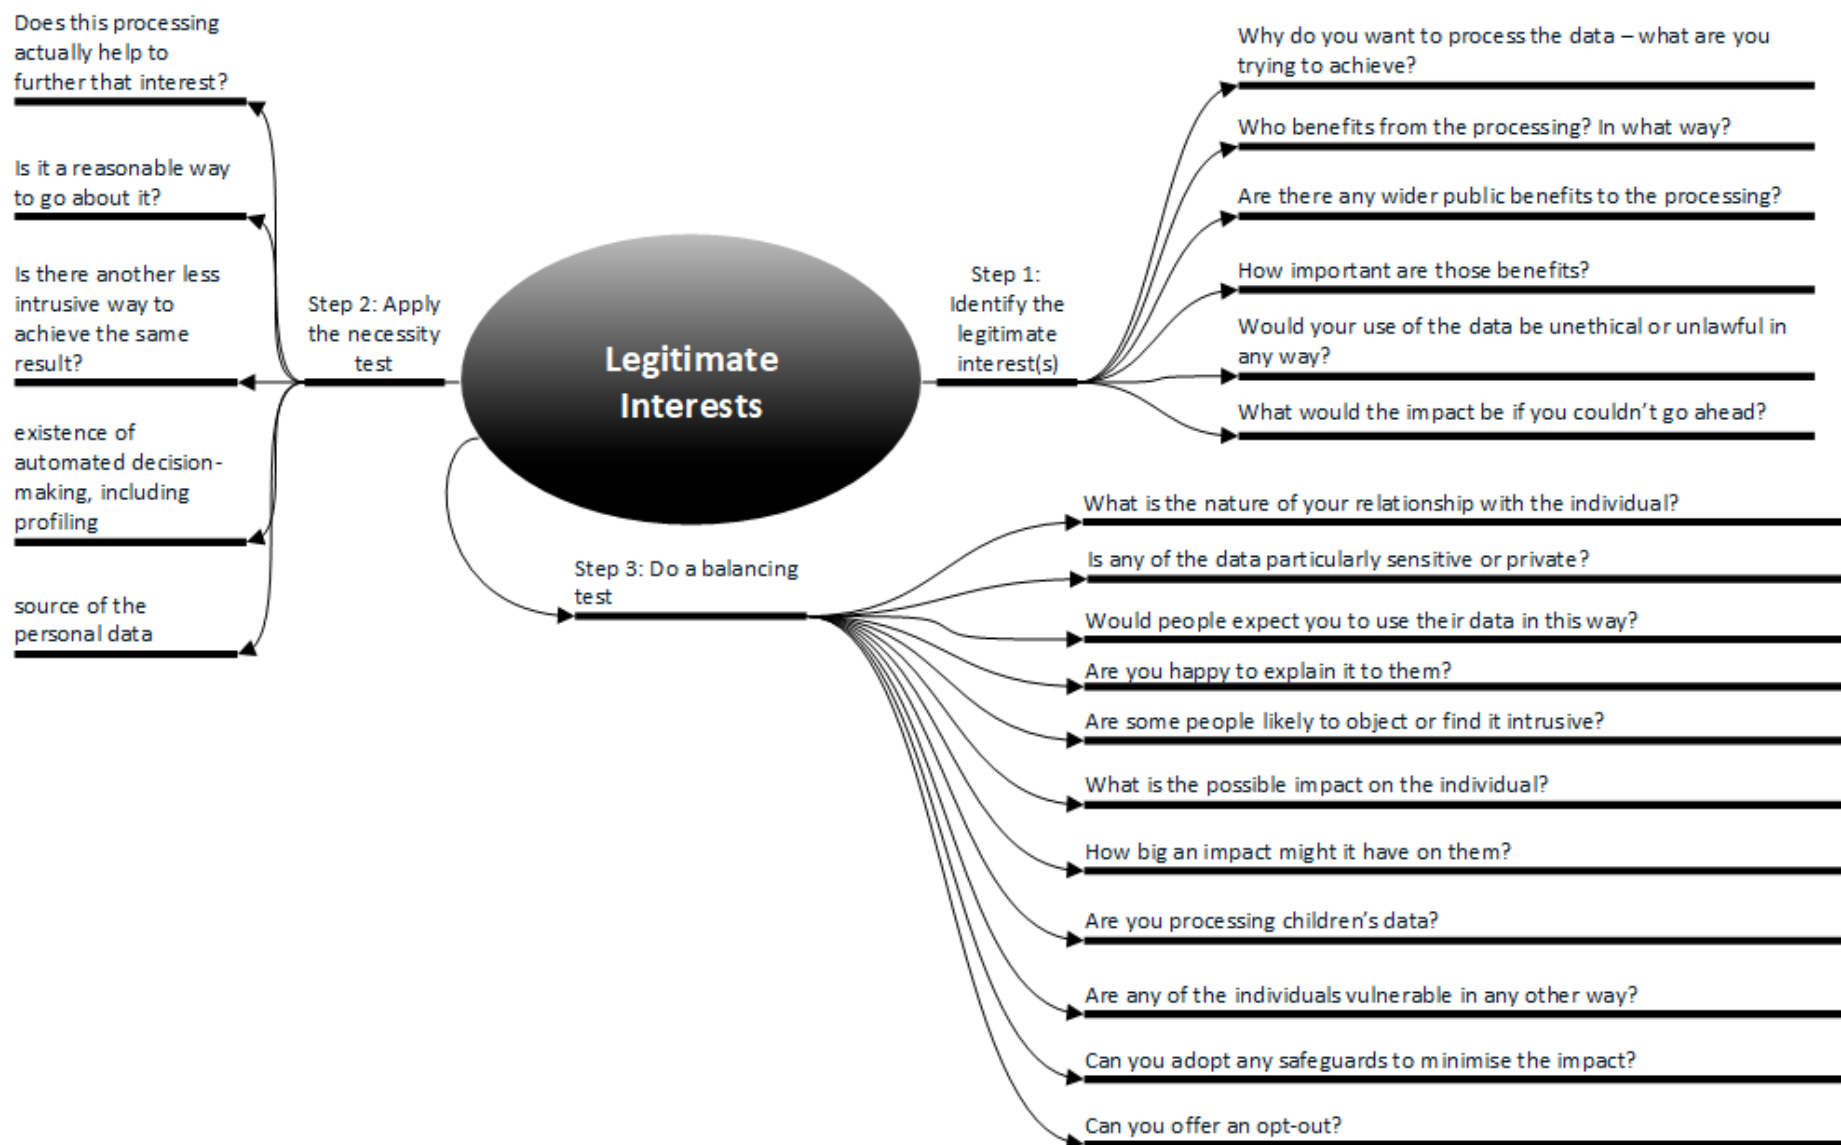 Legitimate
Interests
Step 1:
Identify the
legitimate
interest(s)
Why do you want to process the data – what are you
trying to achieve?
Who benefits from the processing? In what way?
Are there any wider public benefits to the processing?
How important are those benefits?
Would your use of the data be unethical or unlawful in
any way?
What would the impact be if you couldn’t go ahead?
Step 2: Apply
the necessity
test
Does this processing
actually help to
further that interest?
Is it a reasonable way
to go about it?
Is there another less
intrusive way to
achieve the same
result?
existence of
automated decision-
making, including
profiling
source of the
personal data
Step 3: Do a balancing
test
What is the nature of your relationship with the individual?
Is any of the data particularly sensitive or private?
Would people expect you to use their data in this way?
Are you happy to explain it to them?
Are some people likely to object or find it intrusive?
What is the possible impact on the individual?
How big an impact might it have on them?
Are you processing children’s data?
Are any of the individuals vulnerable in any other way?
Can you adopt any safeguards to minimise the impact?
Can you offer an opt-out?